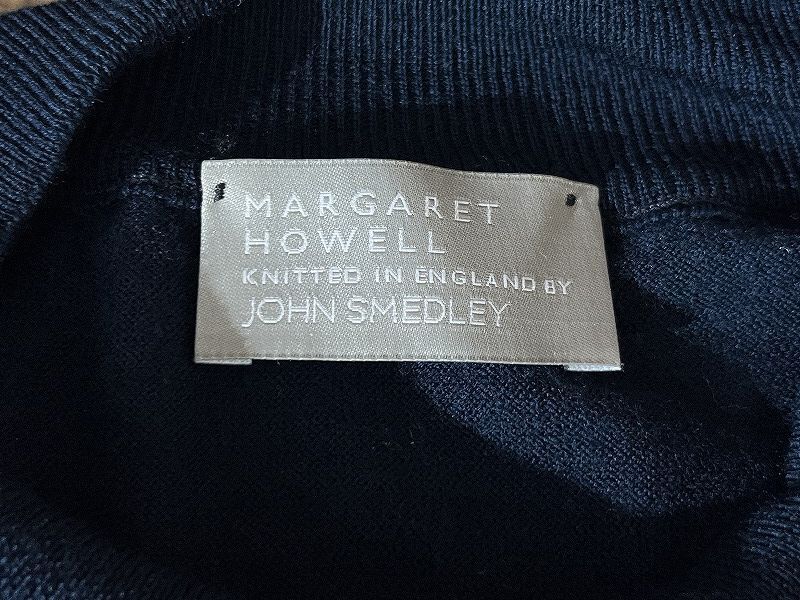 MARGARET
HOWELL
KNITTED IN ENGLAND BY
JOHN SMEDLEY